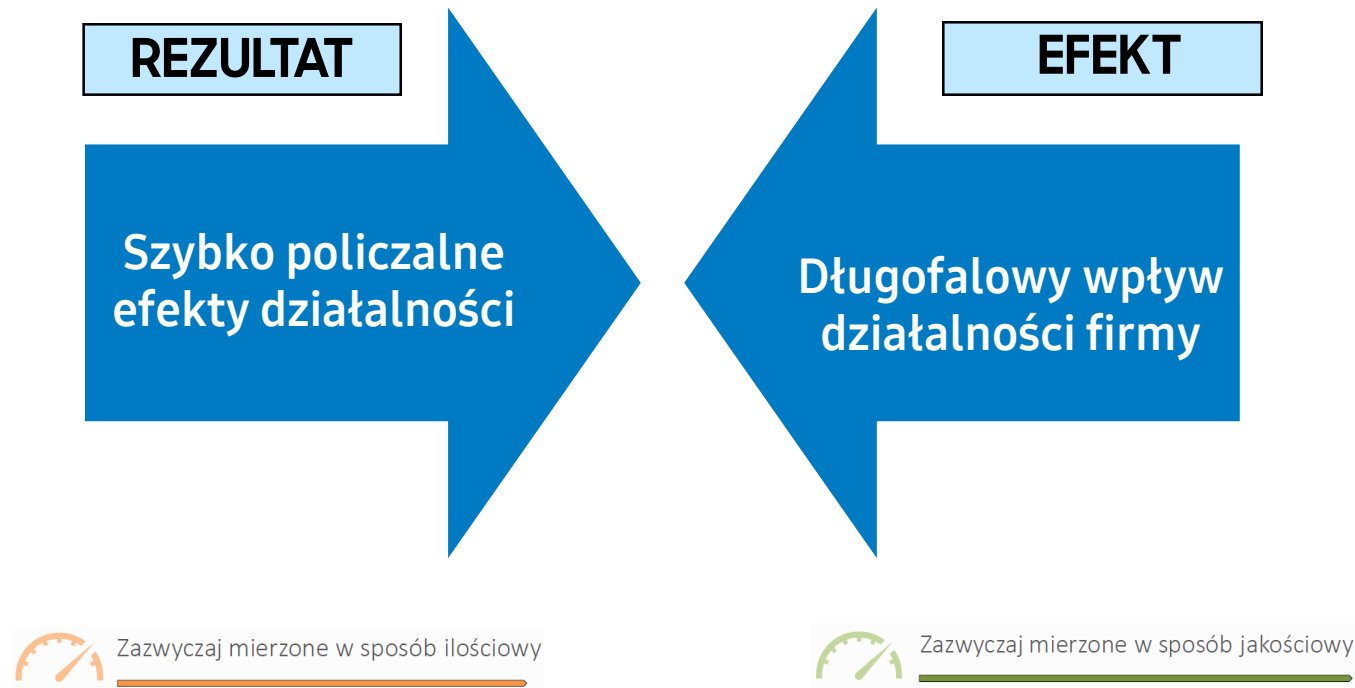 REZULTAT
Szybko policzalne
efekty działalności
Zazwyczaj mierzone w sposób ilościowy
EFEKT
Długofalowy wpływ
działalności firmy
Zazwyczaj mierzone w sposób jakościowy